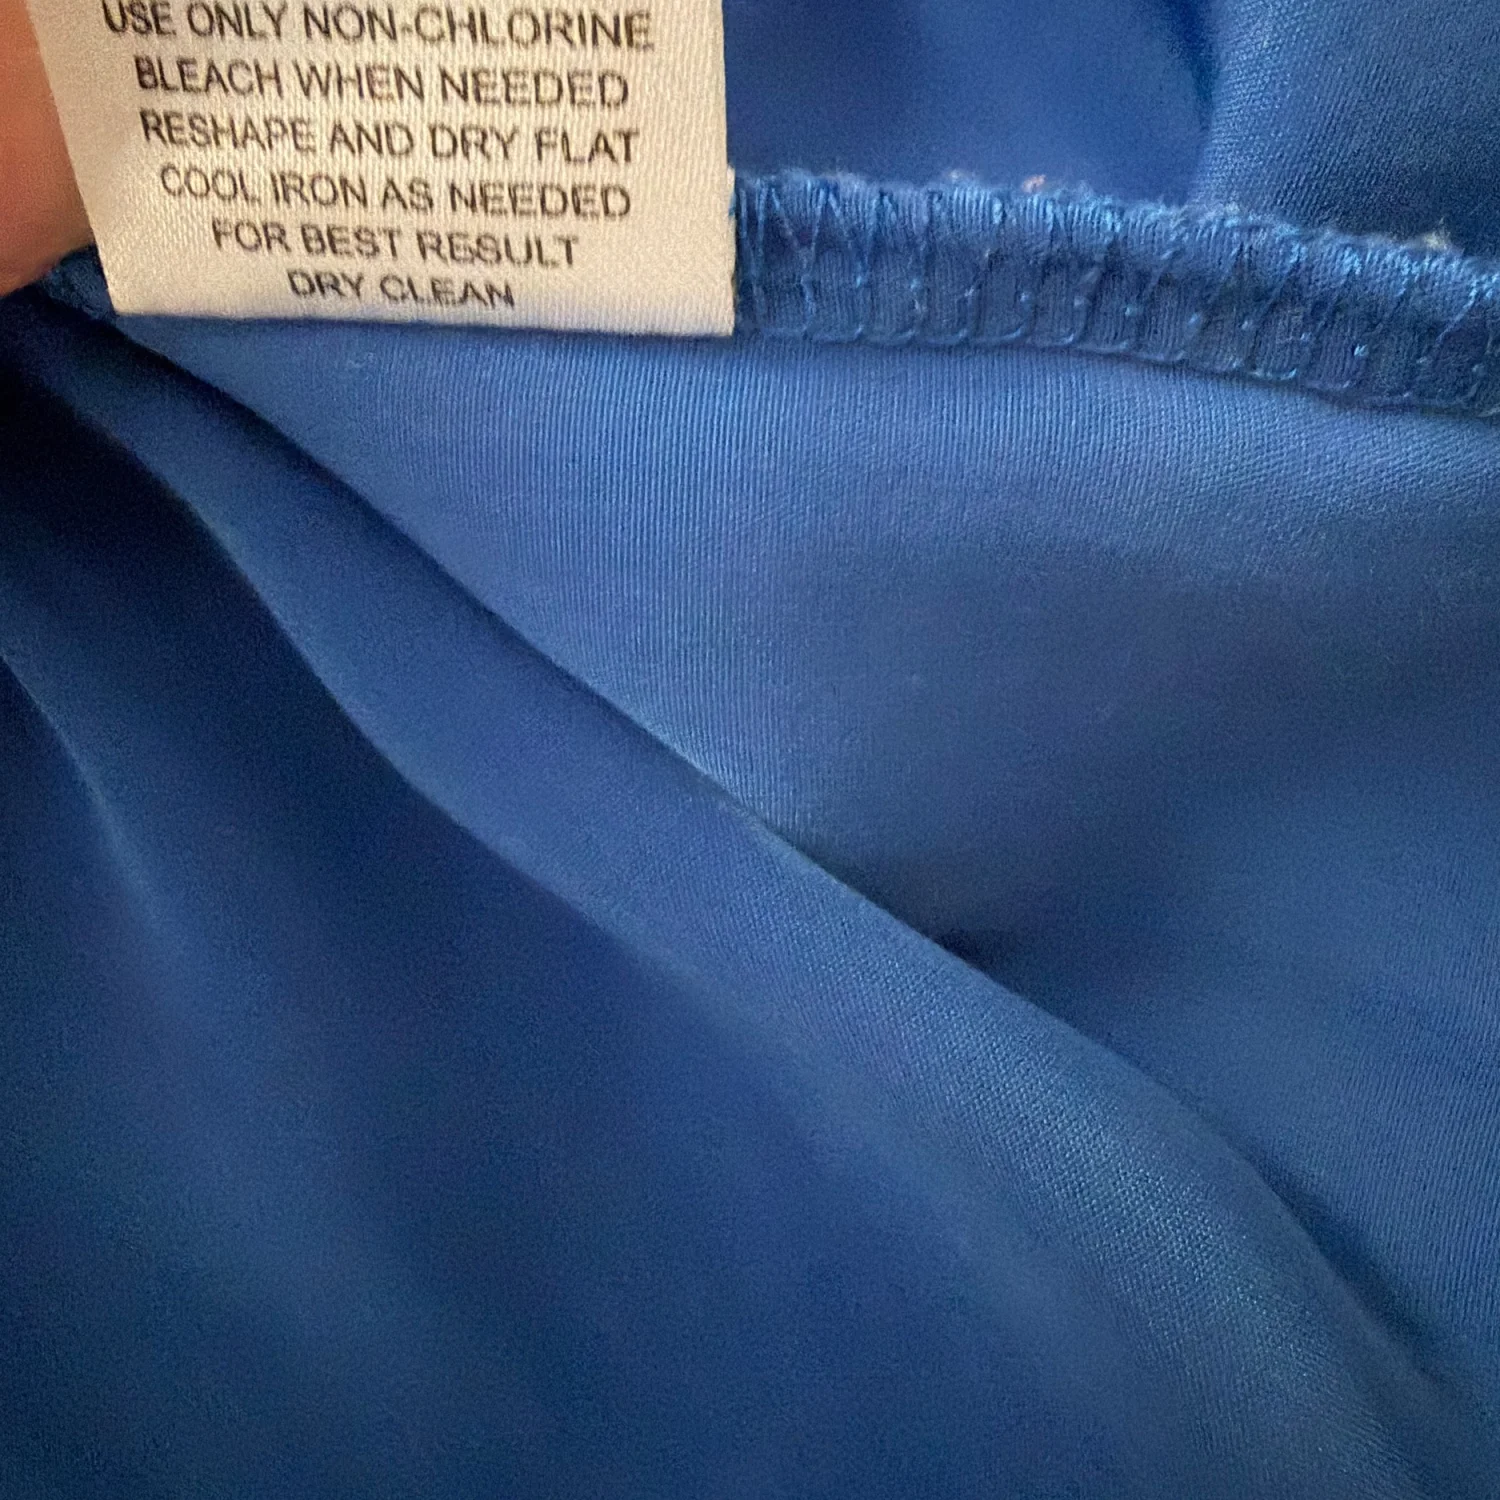 USE ONLY NON-CHLORINE
BLEACH WHEN NEEDED
RESHAPE AND DRY FLAT
COOL IRON AS NEEDED
FOR BEST RESULT
DRY CLEAN